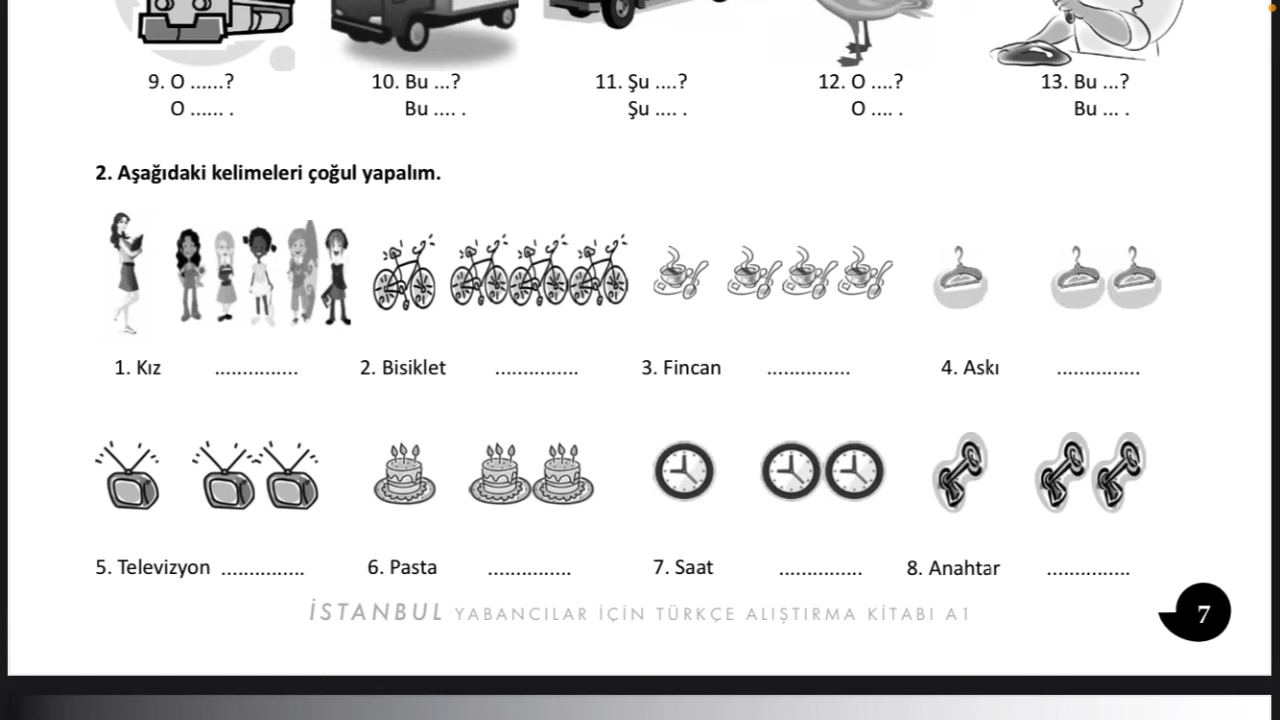 9. O ......? 10. Bu ...? 11. Şu ....? 12. O ....? 13. Bu ...?
O ...... . Bu .... . Şu .... . O .... . Bu ... .
2. Aşağıdaki kelimeleri çoğul yapalım.
1. Kız ............... 2. Bisiklet ............... 3. Fincan ............... 4. Askı ...............
5. Televizyon ............... 6. Pasta ............... 7. Saat ............... 8. Anahtar ...............
İSTANBUL YABANCILAR İÇİN TÜRKÇE ALIŞTIRMA KİTABI A1
7